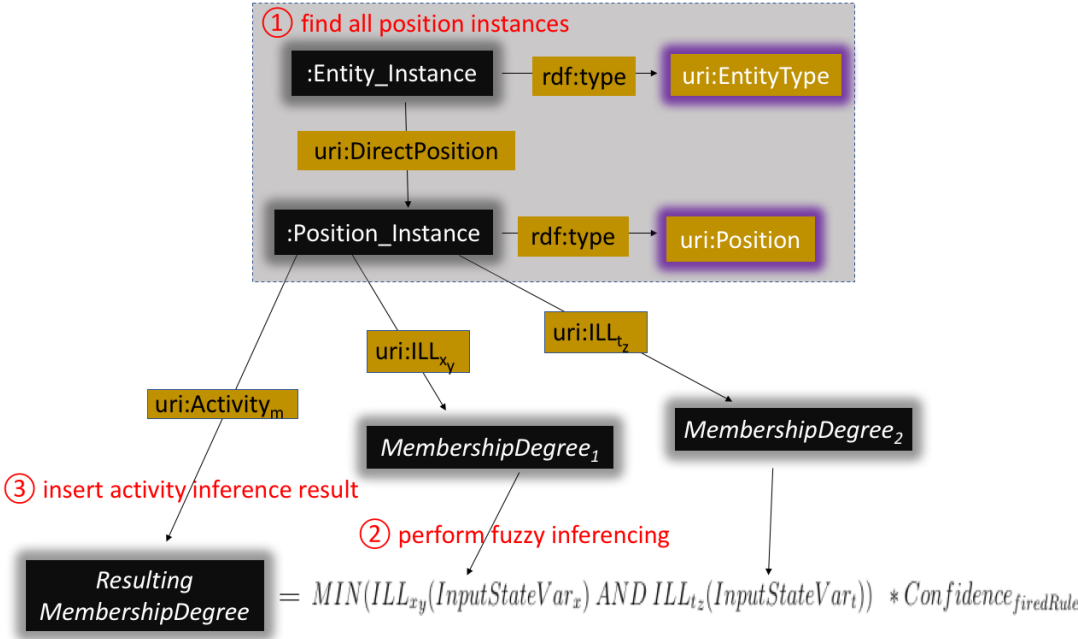 ① find all position instances
:Entity_Instance
rdf:type
uri:EntityType
uri:DirectPosition
:Position_Instance
rdf:type
uri:Position
uri:ILLtz
uri:ILLxy
uri:Activitym
MembershipDegree1
MembershipDegree2
③ insert activity inference result
② perform fuzzy inferencing
Resulting
MembershipDegree
= MIN(ILLxy(InputStateVarx) AND ILLtz(InputStateVart)) * ConfidencefiredRule